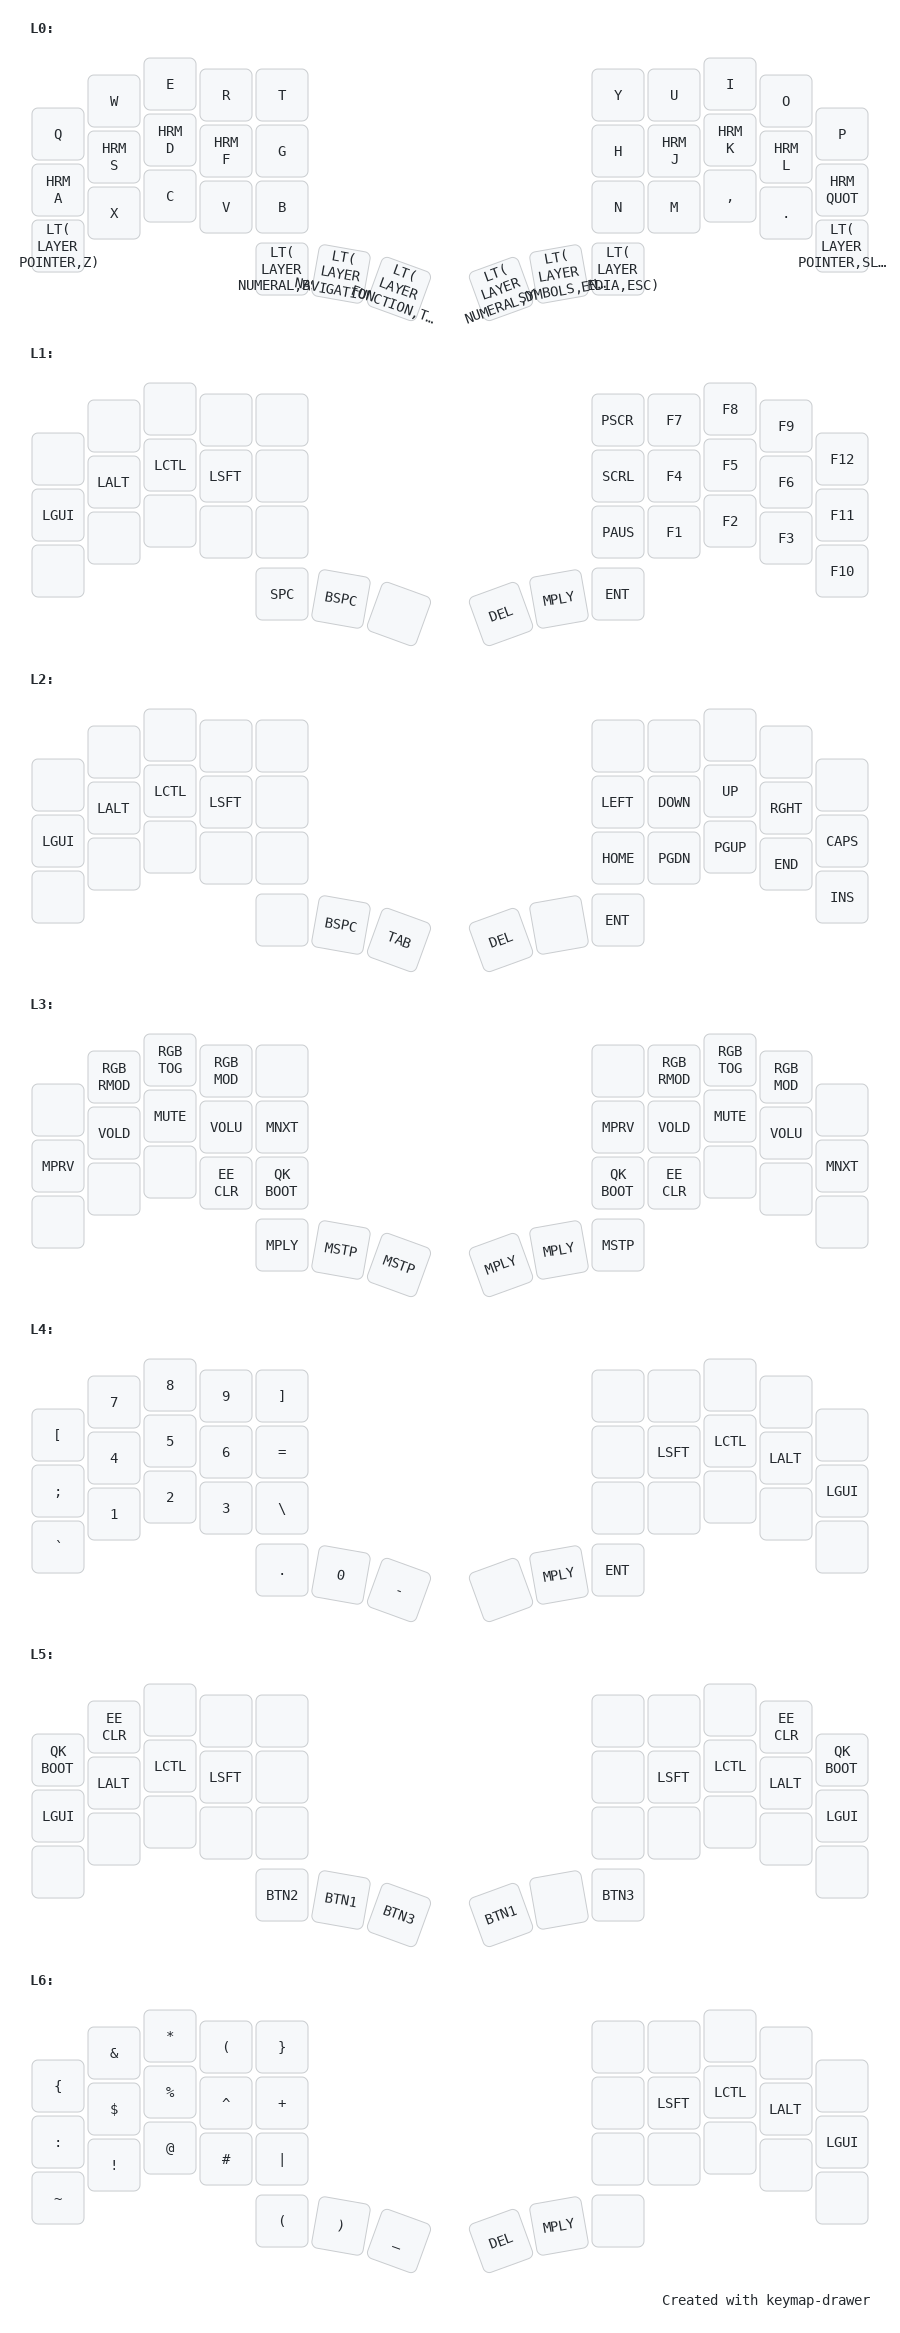 L0:
Q W E R T Y U I O P
HRM A HRM S HRM D HRM F G H HRM J HRM K HRM L HRM QUOT
LT( LAYER POINTER,Z) X C V B N M , . LT( LAYER POINTER,SL…
LT( LAYER LT( LAYER LT( LAYER FUNCTION,T… LT( LAYER LT( LAYER LT( LAYER
L1:
PSCR F7 F8 F9 F12
LGUI LALT LCTL LSFT SCRL F4 F5 F6 F11
PAUS F1 F2 F3 F10
SPC BSPC DEL MPLY ENT
L2:
LGUI LALT LCTL LSFT LEFT DOWN UP RGHT CAPS
HOME PGDN PGUP END INS
BSPC TAB DEL ENT
L3:
RGB RMOD RGB TOG RGB MOD RGB RMOD RGB TOG RGB MOD
MPRV VOLD MUTE VOLU MNXT MPRV VOLD MUTE VOLU MNXT
EE CLR QK BOOT QK BOOT EE CLR
MPLY MSTP MSTP MPLY MPLY MSTP
L4:
[ 7 8 9 ]
; 4 5 6 = LSFT LCTL LALT LGUI
` 1 2 3 \
. 0 - MPLY ENT
L5:
QK BOOT EE CLR EE CLR QK BOOT
LGUI LALT LCTL LSFT LSFT LCTL LALT LGUI
BTN2 BTN1 BTN3 BTN1 BTN3
L6:
{ & * ( }
: $ % ^ + LSFT LCTL LALT LGUI
~ ! @ # |
( ) _ DEL MPLY
Created with keymap-drawer